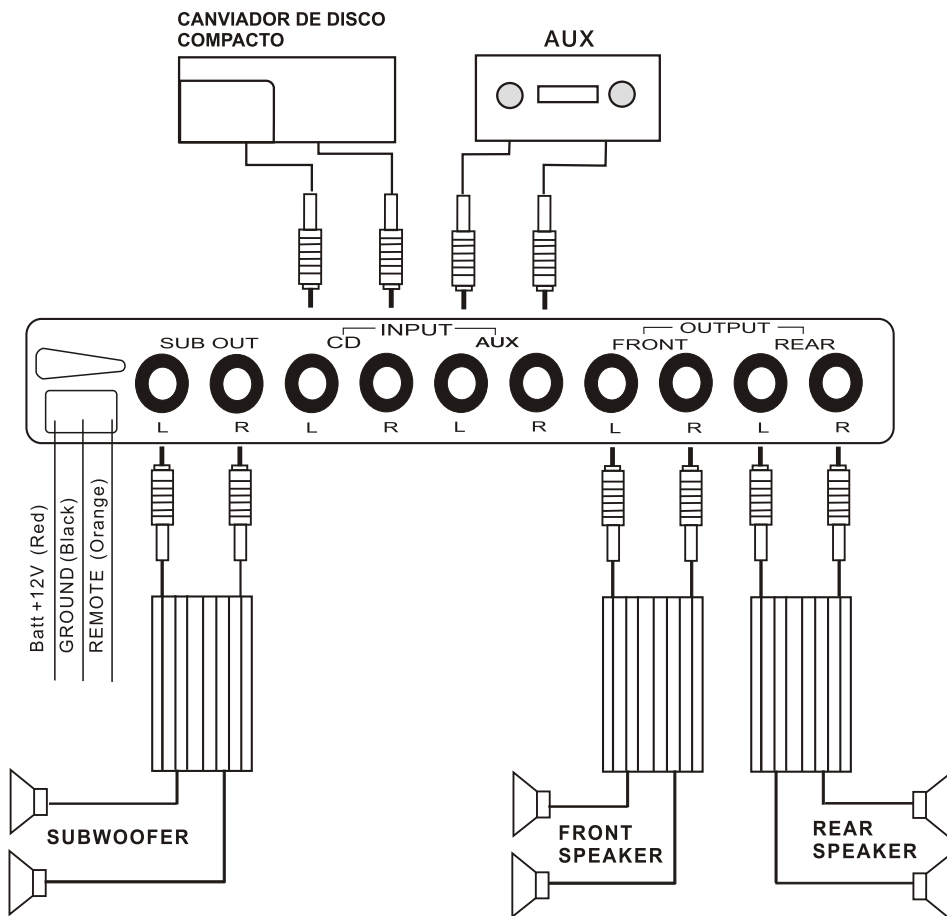 CANVIADOR DE DISCO
COMPACTO
AUX
INPUT
OUTPUT
SUB OUT
CD
AUX
FRONT
REAR
L
R
L
R
L
R
L
R
L
R
Batt +12V (Red)
GROUND (Black)
REMOTE (Orange)
SUBWOOFER
FRONT
SPEAKER
REAR
SPEAKER